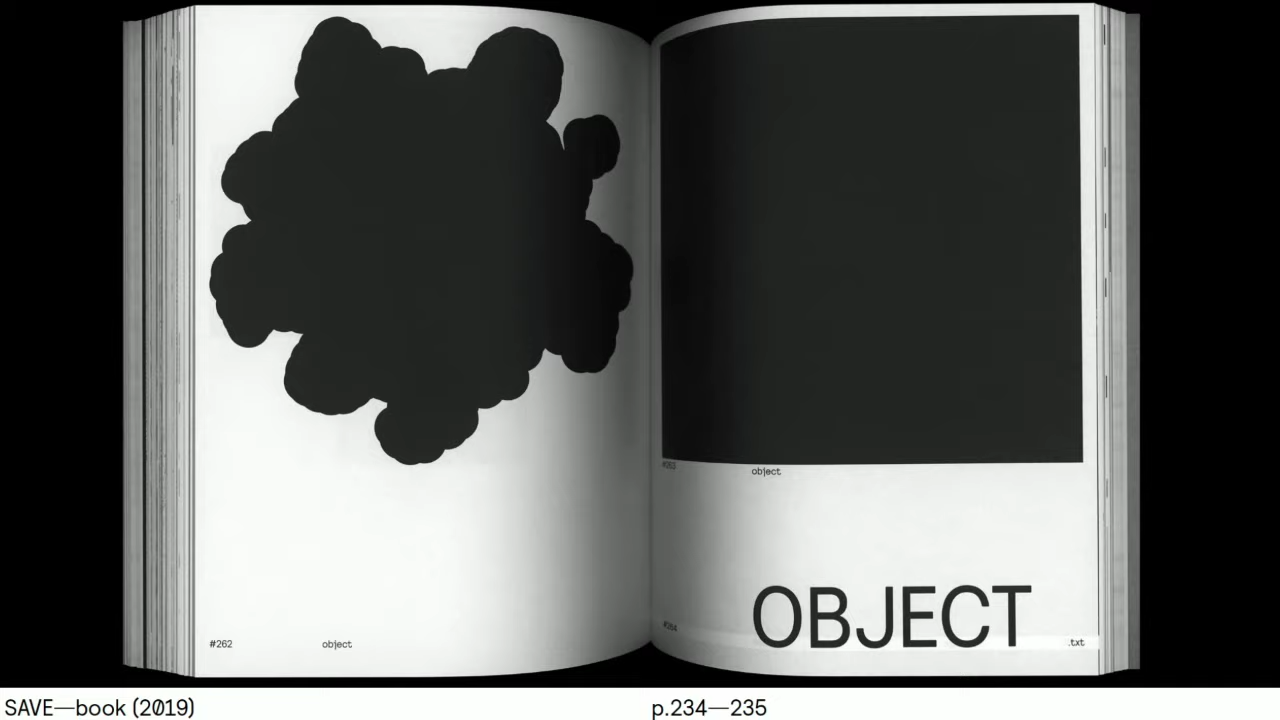 #262 object
#263 object
OBJECT
#264 .txt
SAVE—book (2019) p.234—235